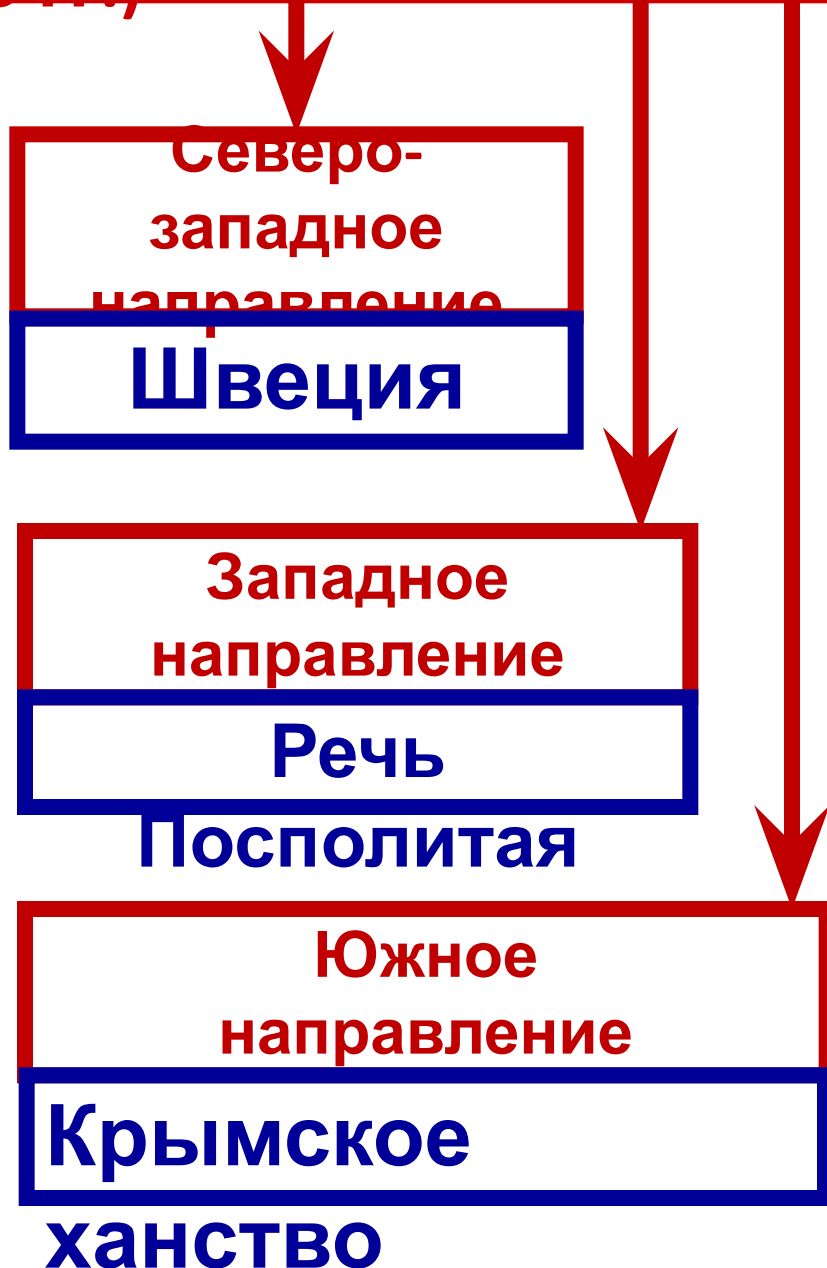 Северо-
западное
направление
Швеция
Западное
направление
Речь
Посполитая
Южное
направление
Крымское
ханство